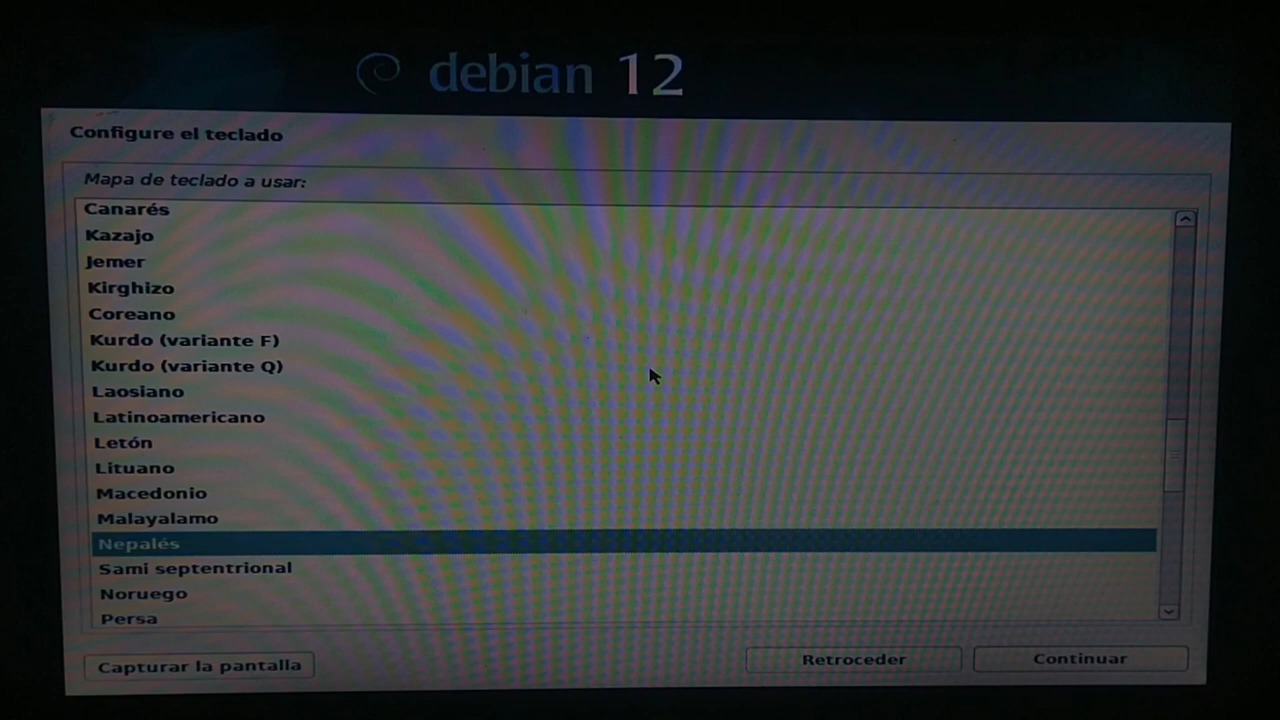 debian 12
Configure el teclado
Mapa de teclado a usar:
Canarés
Kazajo
Jemer
Kirghizo
Coreano
Kurdo (variante F)
Kurdo (variante Q)
Laosiano
Latinoamericano
Letón
Lituano
Macedonio
Malayalamo
Nepalés
Sami septentrional
Noruego
Persa
Capturar la pantalla
Retroceder
Continuar